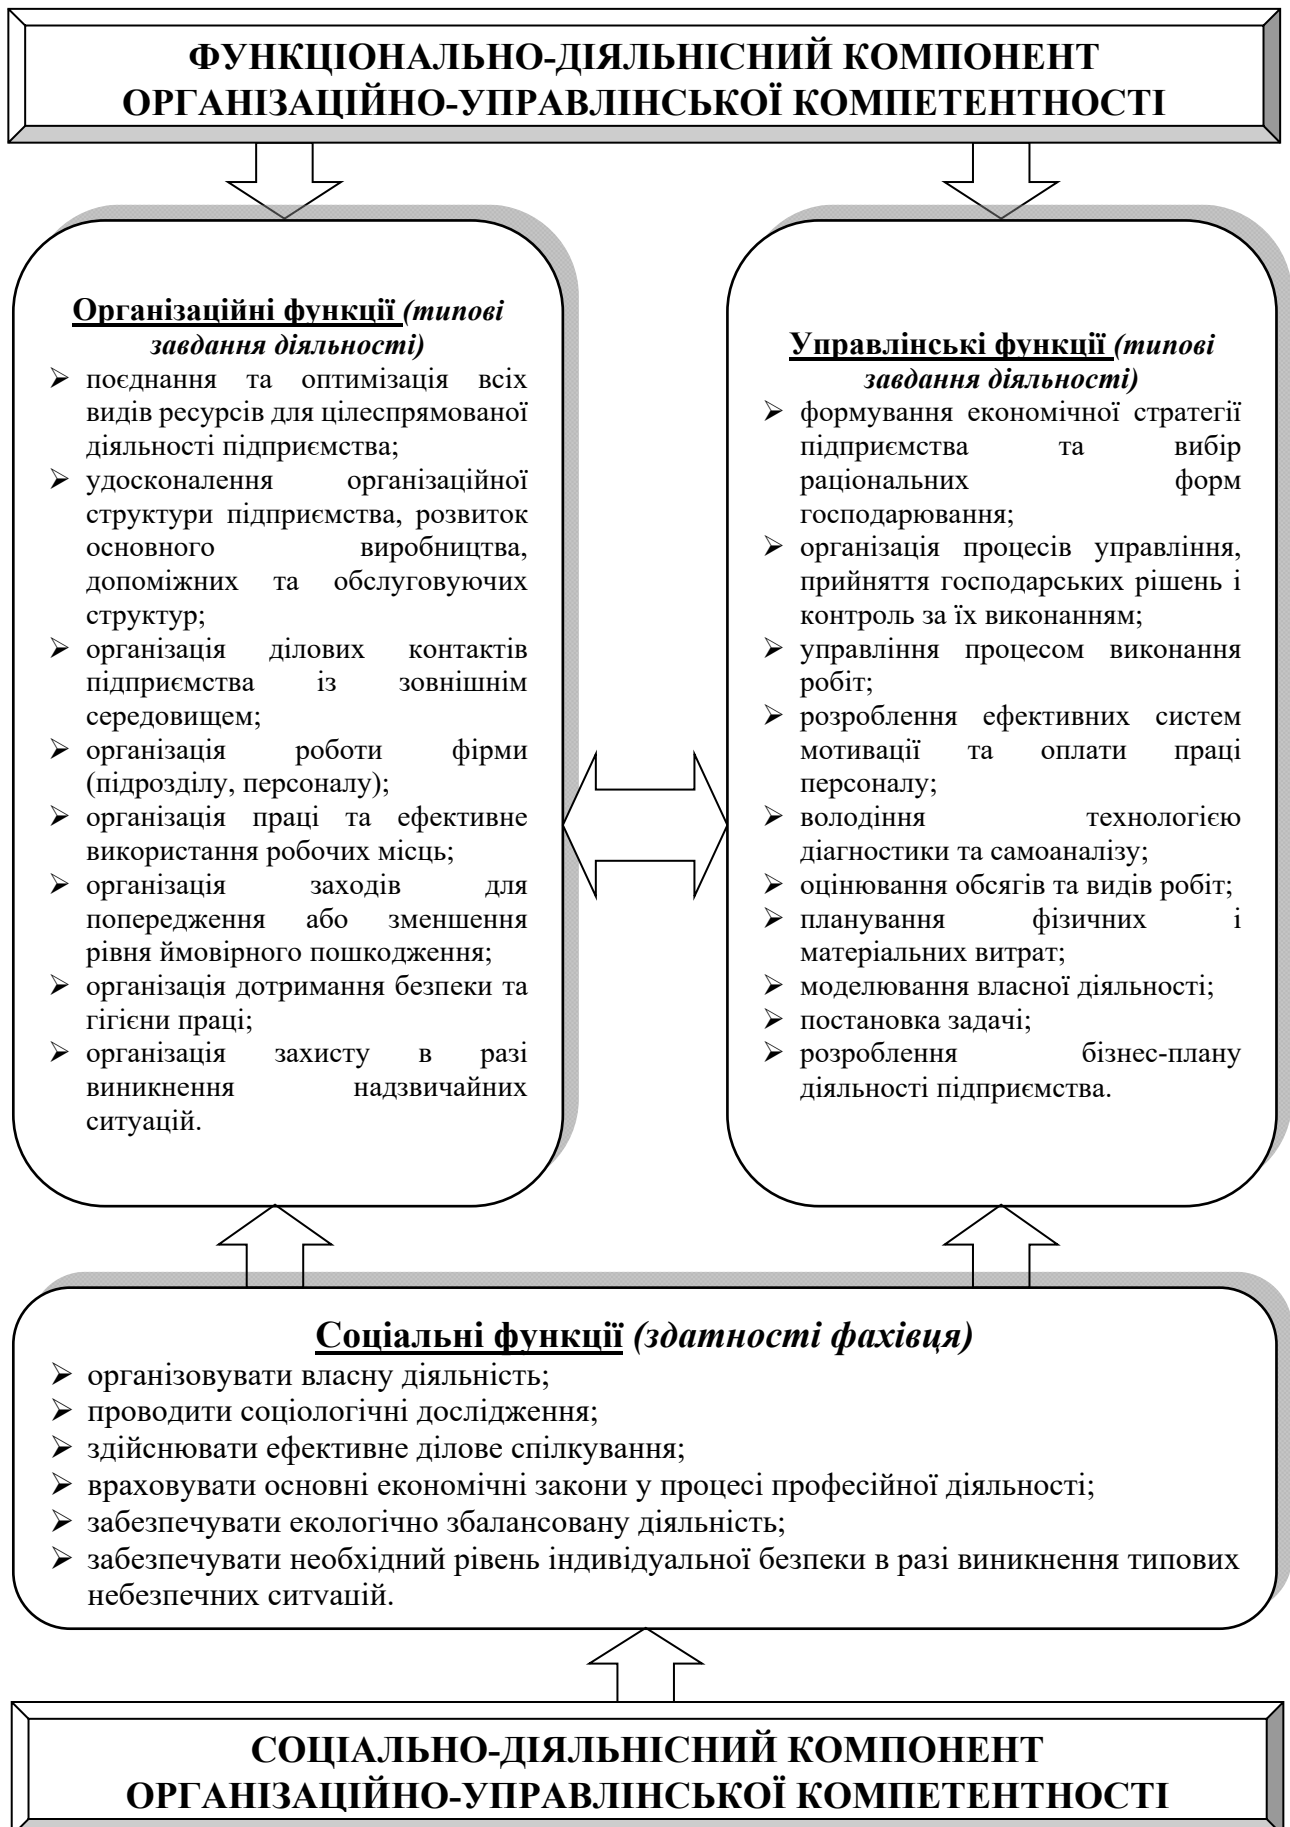 ФУНКЦІОНАЛЬНО-ДІЯЛЬНІСНИЙ КОМПОНЕНТ
ОРГАНІЗАЦІЙНО-УПРАВЛІНСЬКОЇ КОМПЕТЕНТНОСТІ
Організаційні функції (типові
завдання діяльності)
➢ поєднання та оптимізація всіх
видів ресурсів для цілеспрямованої
діяльності підприємства;
➢ удосконалення організаційної
структури підприємства, розвиток
основного виробництва,
допоміжних та обслуговуючих
структур;
➢ організація ділових контактів
підприємства із зовнішнім
середовищем;
➢ організація роботи фірми
(підрозділу, персоналу);
➢ організація праці та ефективне
використання робочих місць;
➢ організація заходів для
попередження або зменшення
рівня ймовірного пошкодження;
➢ організація дотримання безпеки та
гігієни праці;
➢ організація захисту в разі
виникнення надзвичайних
ситуацій.
Управлінські функції (типові
завдання діяльності)
➢ формування економічної стратегії
підприємства та вибір
раціональних форм
господарювання;
➢ організація процесів управління,
прийняття господарських рішень і
контроль за їх виконанням;
➢ управління процесом виконання
робіт;
➢ розроблення ефективних систем
мотивації та оплати праці
персоналу;
➢ володіння технологією
діагностики та самоаналізу;
➢ оцінювання обсягів та видів робіт;
➢ планування фізичних і
матеріальних витрат;
➢ моделювання власної діяльності;
➢ постановка задачі;
➢ розроблення бізнес-плану
діяльності підприємства.
Соціальні функції (здатності фахівця)
➢ організовувати власну діяльність;
➢ проводити соціологічні дослідження;
➢ здійснювати ефективне ділове спілкування;
➢ враховувати основні економічні закони у процесі професійної діяльності;
➢ забезпечувати екологічно збалансовану діяльність;
➢ забезпечувати необхідний рівень індивідуальної безпеки в разі виникнення типових
небезпечних ситуацій.
СОЦІАЛЬНО-ДІЯЛЬНІСНИЙ КОМПОНЕНТ
ОРГАНІЗАЦІЙНО-УПРАВЛІНСЬКОЇ КОМПЕТЕНТНОСТІ